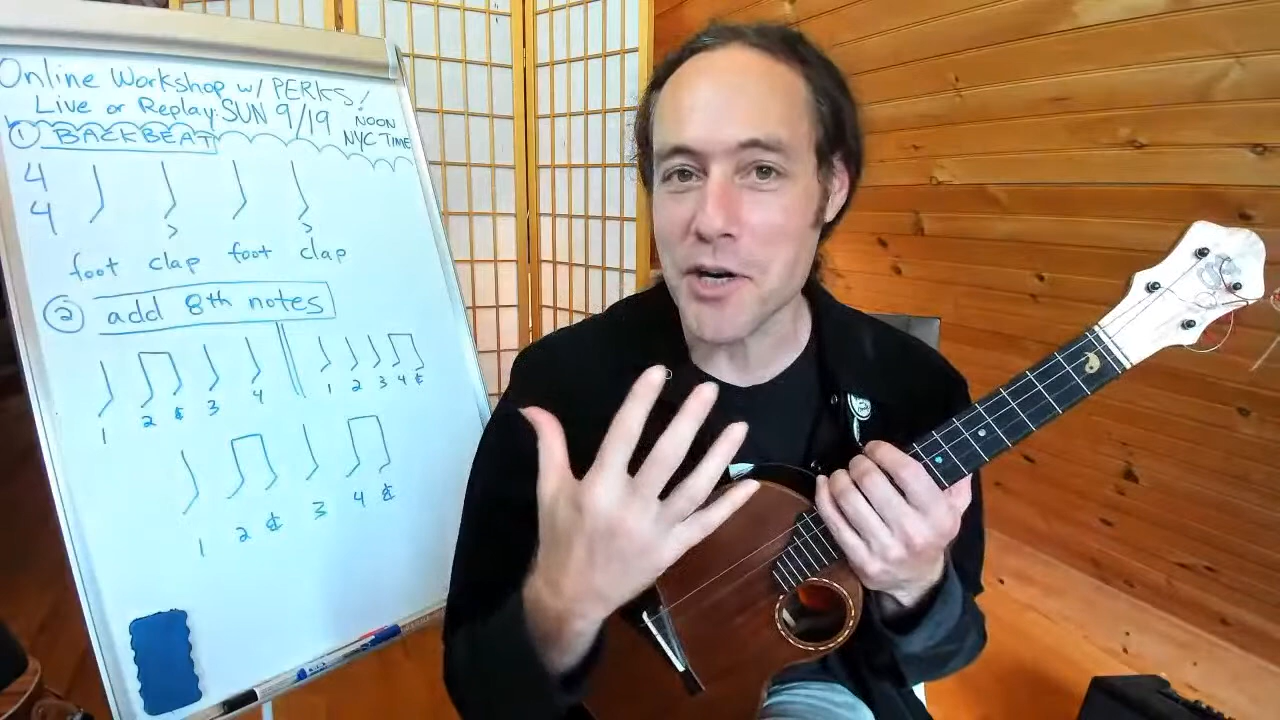 Online Workshop w/ PERKS!
Live or Replay: SUN 9/19 NOON
NYC TIME
① BACKBEAT
4
4
> >
foot clap foot clap
② add 8th notes
1 2 & 3 4 1 2 3 4 &
1 2 & 3 4 &